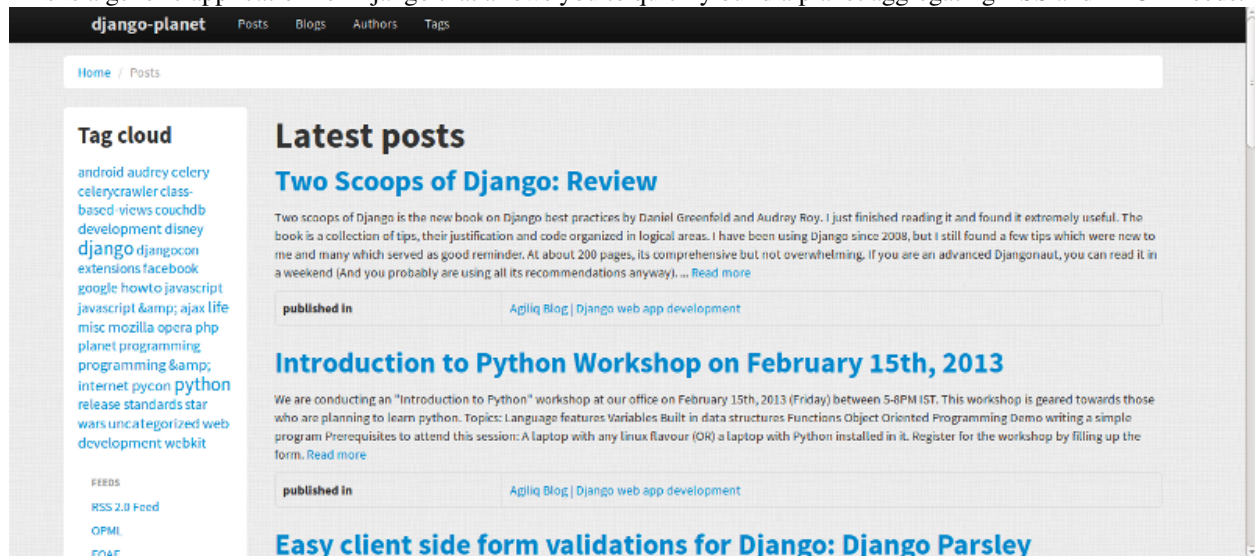 django-planet Posts Blogs Authors Tags
Home / Posts
Tag cloud
android audrey celery
celerycrawler class-
based-views couchdb
development disney
django djangocon
extensions facebook
google howto javascript
javascript &amp; ajax life
misc mozilla opera php
planet programming
programming &amp;
internet pycon python
release standards star
wars uncategorized web
development webkit
FEEDS
RSS 2.0 Feed
OPML
FOAF
Latest posts
Two Scoops of Django: Review
Two scoops of Django is the new book on Django best practices by Daniel Greenfeld and Audrey Roy. I just finished reading it and found it extremely useful. The
book is a collection of tips, their justification and code organized in logical areas. I have been using Django since 2008, but I still found a few tips which were new to
me and many which served as good reminder. At about 200 pages, its comprehensive but not overwhelming. If you are an advanced Djangonaut, you can read it in
a weekend (And you probably are using all its recommendations anyway). ... Read more
published in Agiliq Blog | Django web app development
Introduction to Python Workshop on February 15th, 2013
We are conducting an "Introduction to Python" workshop at our office on February 15th, 2013 (Friday) between 5-8PM IST. This workshop is geared towards those
who are planning to learn python. Topics: Language features Variables Built in data structures Functions Object Oriented Programming Demo writing a simple
program Prerequisites to attend this session: A laptop with any linux flavour (OR) a laptop with Python installed in it. Register for the workshop by filling up the
form. Read more
published in Agiliq Blog | Django web app development
Easy client side form validations for Django: Django Parsley